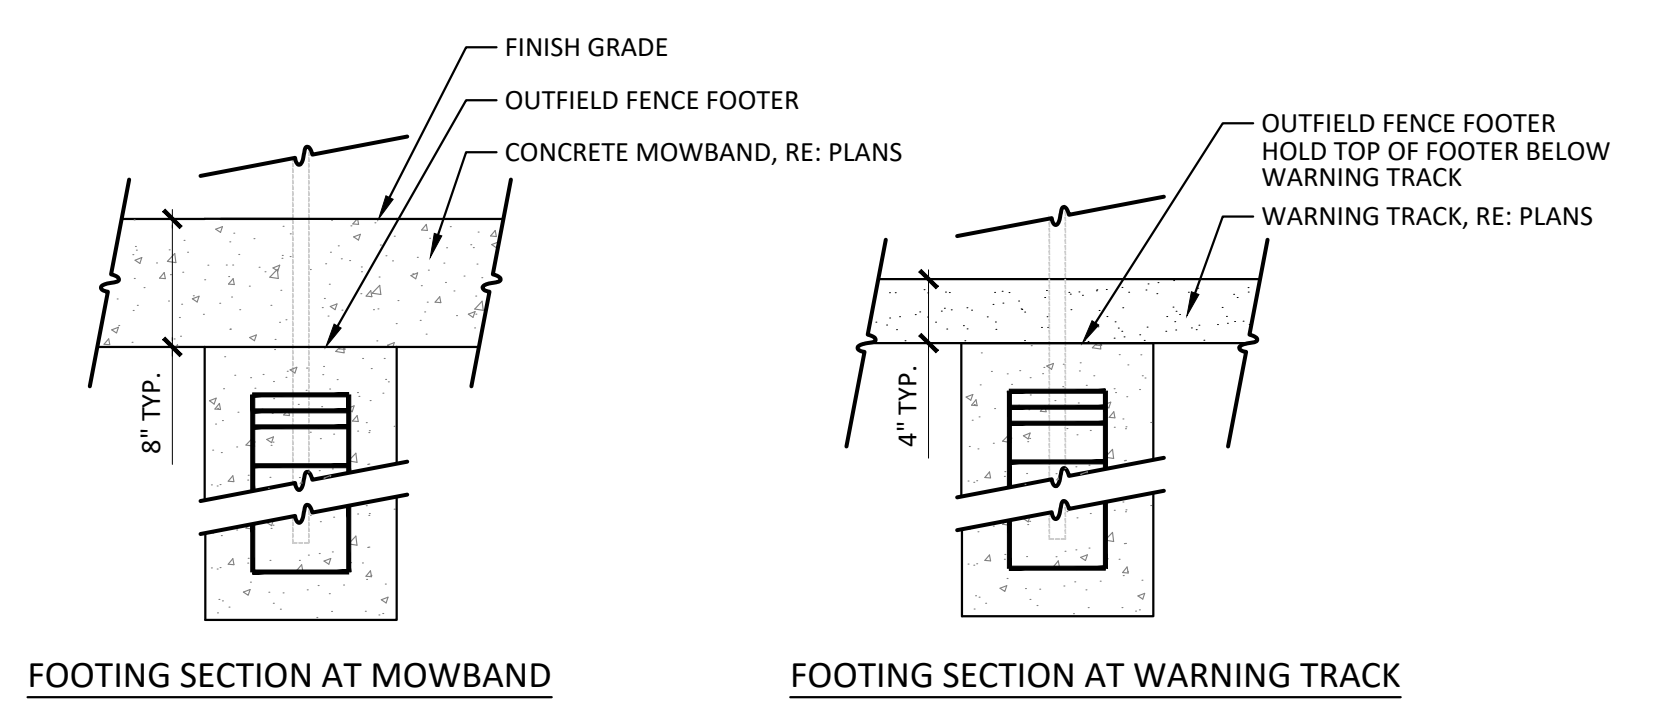 FINISH GRADE
OUTFIELD FENCE FOOTER
CONCRETE MOWBAND, RE: PLANS
8" TYP.
FOOTING SECTION AT MOWBAND
OUTFIELD FENCE FOOTER
HOLD TOP OF FOOTER BELOW
WARNING TRACK
WARNING TRACK, RE: PLANS
4" TYP.
FOOTING SECTION AT WARNING TRACK